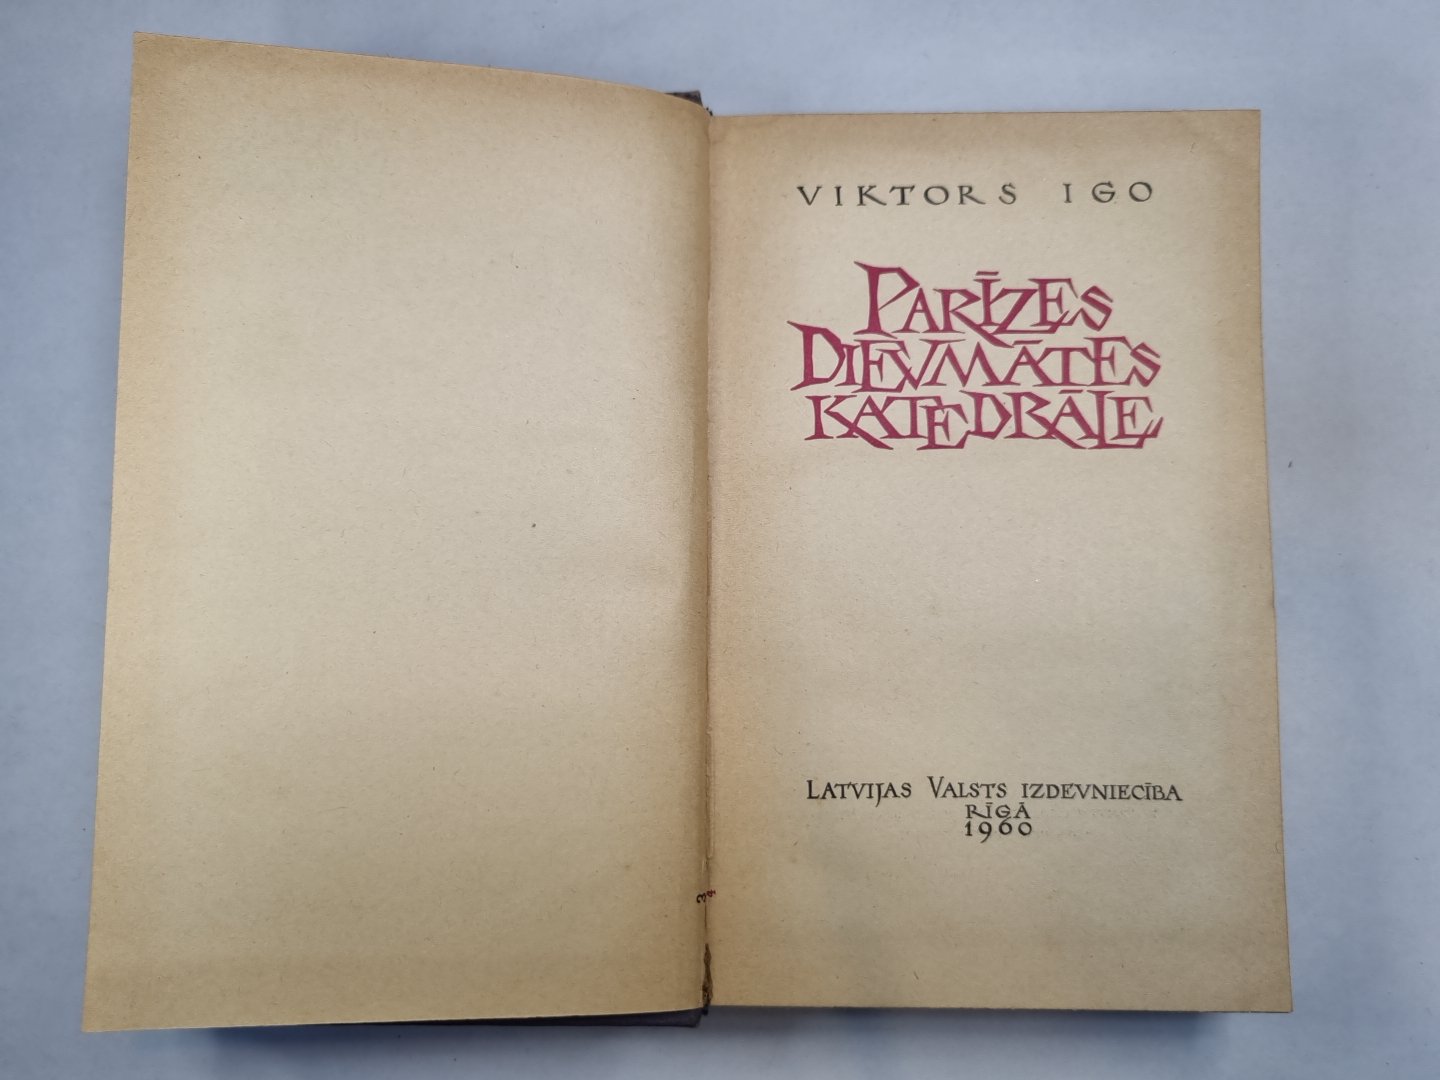 VIKTORS IGO
PARĪZES
DIEVMĀTES
KATEDRĀLE
LATVIJAS VALSTS IZDEVNIECĪBA
RĪGĀ
1960